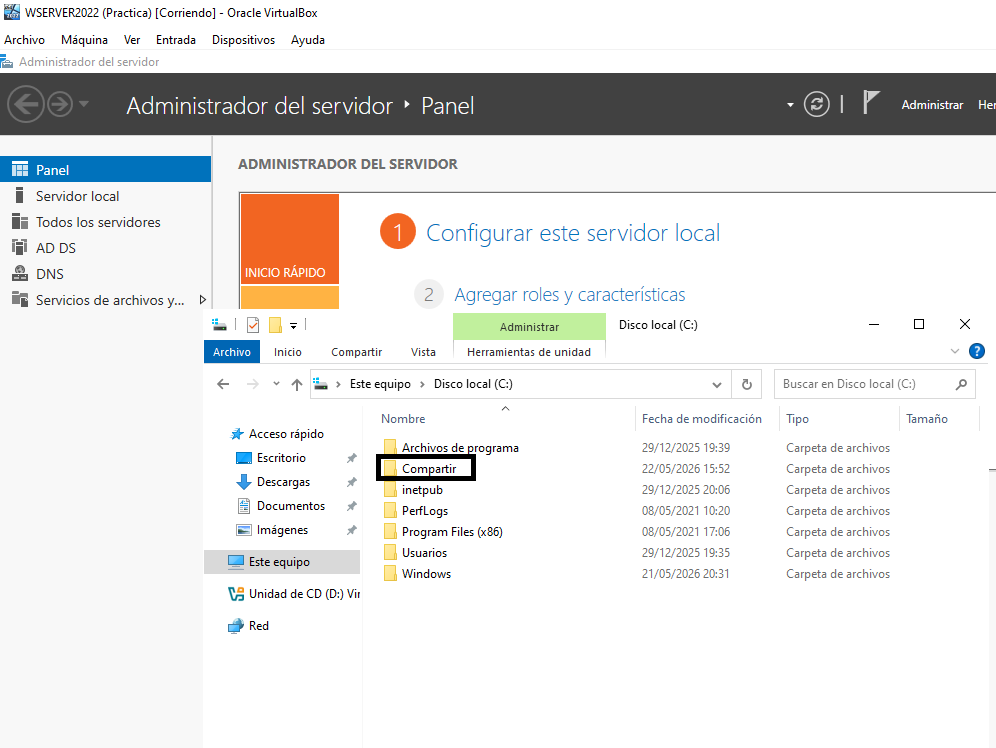 WSERVER2022 (Practica) [Corriendo] - Oracle VirtualBox
Archivo Máquina Ver Entrada Dispositivos Ayuda
Administrador del servidor
Administrador del servidor Panel Administrar Her
Panel
Servidor local
Todos los servidores
AD DS
DNS
Servicios de archivos y...
ADMINISTRADOR DEL SERVIDOR
INICIO RÁPIDO
1 Configurar este servidor local
2 Agregar roles y características
Administrar Disco local (C:)
Archivo Inicio Compartir Vista Herramientas de unidad
Este equipo Disco local (C:) Buscar en Disco local (C:)
Acceso rápido
Escritorio
Descargas
Documentos
Imágenes
Este equipo
Unidad de CD (D:) Vir
Red
Nombre Fecha de modificación Tipo Tamaño
Archivos de programa 29/12/2025 19:39 Carpeta de archivos
Compartir 22/05/2026 15:52 Carpeta de archivos
inetpub 29/12/2025 20:06 Carpeta de archivos
PerfLogs 08/05/2021 10:20 Carpeta de archivos
Program Files (x86) 08/05/2021 17:06 Carpeta de archivos
Usuarios 29/12/2025 19:35 Carpeta de archivos
Windows 21/05/2026 20:31 Carpeta de archivos